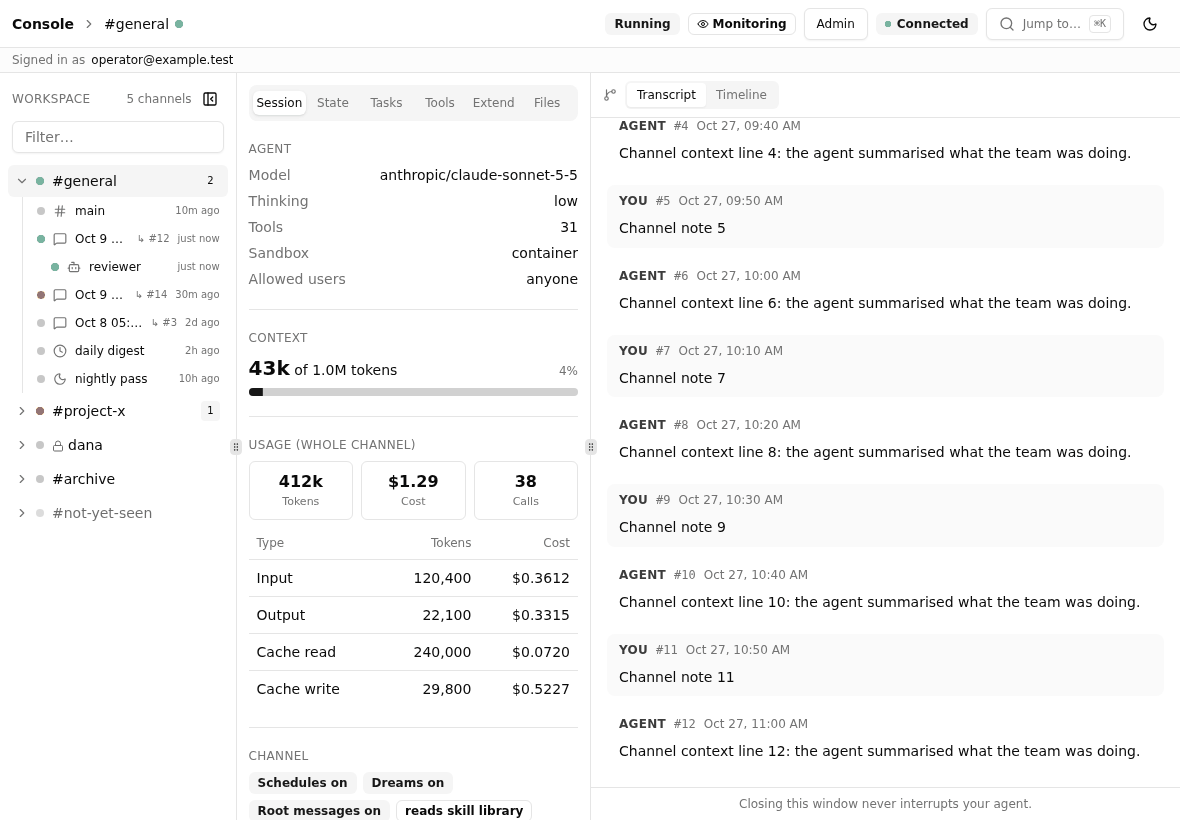 Console > #general
Running Monitoring Admin Connected Jump to… ⌘K
Signed in as operator@example.test
WORKSPACE 5 channels
Filter…
#general 2
main 10m ago
Oct 9 … ↳ #12 just now
reviewer just now
Oct 9 … ↳ #14 30m ago
Oct 8 05:… ↳ #3 2d ago
daily digest 2h ago
nightly pass 10h ago
#project-x 1
dana
#archive
#not-yet-seen
Session State Tasks Tools Extend Files
AGENT
Model anthropic/claude-sonnet-5-5
Thinking low
Tools 31
Sandbox container
Allowed users anyone
CONTEXT
43k of 1.0M tokens 4%
USAGE (WHOLE CHANNEL)
412k $1.29 38
Tokens Cost Calls
Type Tokens Cost
Input 120,400 $0.3612
Output 22,100 $0.3315
Cache read 240,000 $0.0720
Cache write 29,800 $0.5227
CHANNEL
Schedules on Dreams on
Root messages on reads skill library
Transcript Timeline
AGENT #4 Oct 27, 09:40 AM
Channel context line 4: the agent summarised what the team was doing.
YOU #5 Oct 27, 09:50 AM
Channel note 5
AGENT #6 Oct 27, 10:00 AM
Channel context line 6: the agent summarised what the team was doing.
YOU #7 Oct 27, 10:10 AM
Channel note 7
AGENT #8 Oct 27, 10:20 AM
Channel context line 8: the agent summarised what the team was doing.
YOU #9 Oct 27, 10:30 AM
Channel note 9
AGENT #10 Oct 27, 10:40 AM
Channel context line 10: the agent summarised what the team was doing.
YOU #11 Oct 27, 10:50 AM
Channel note 11
AGENT #12 Oct 27, 11:00 AM
Channel context line 12: the agent summarised what the team was doing.
Closing this window never interrupts your agent.